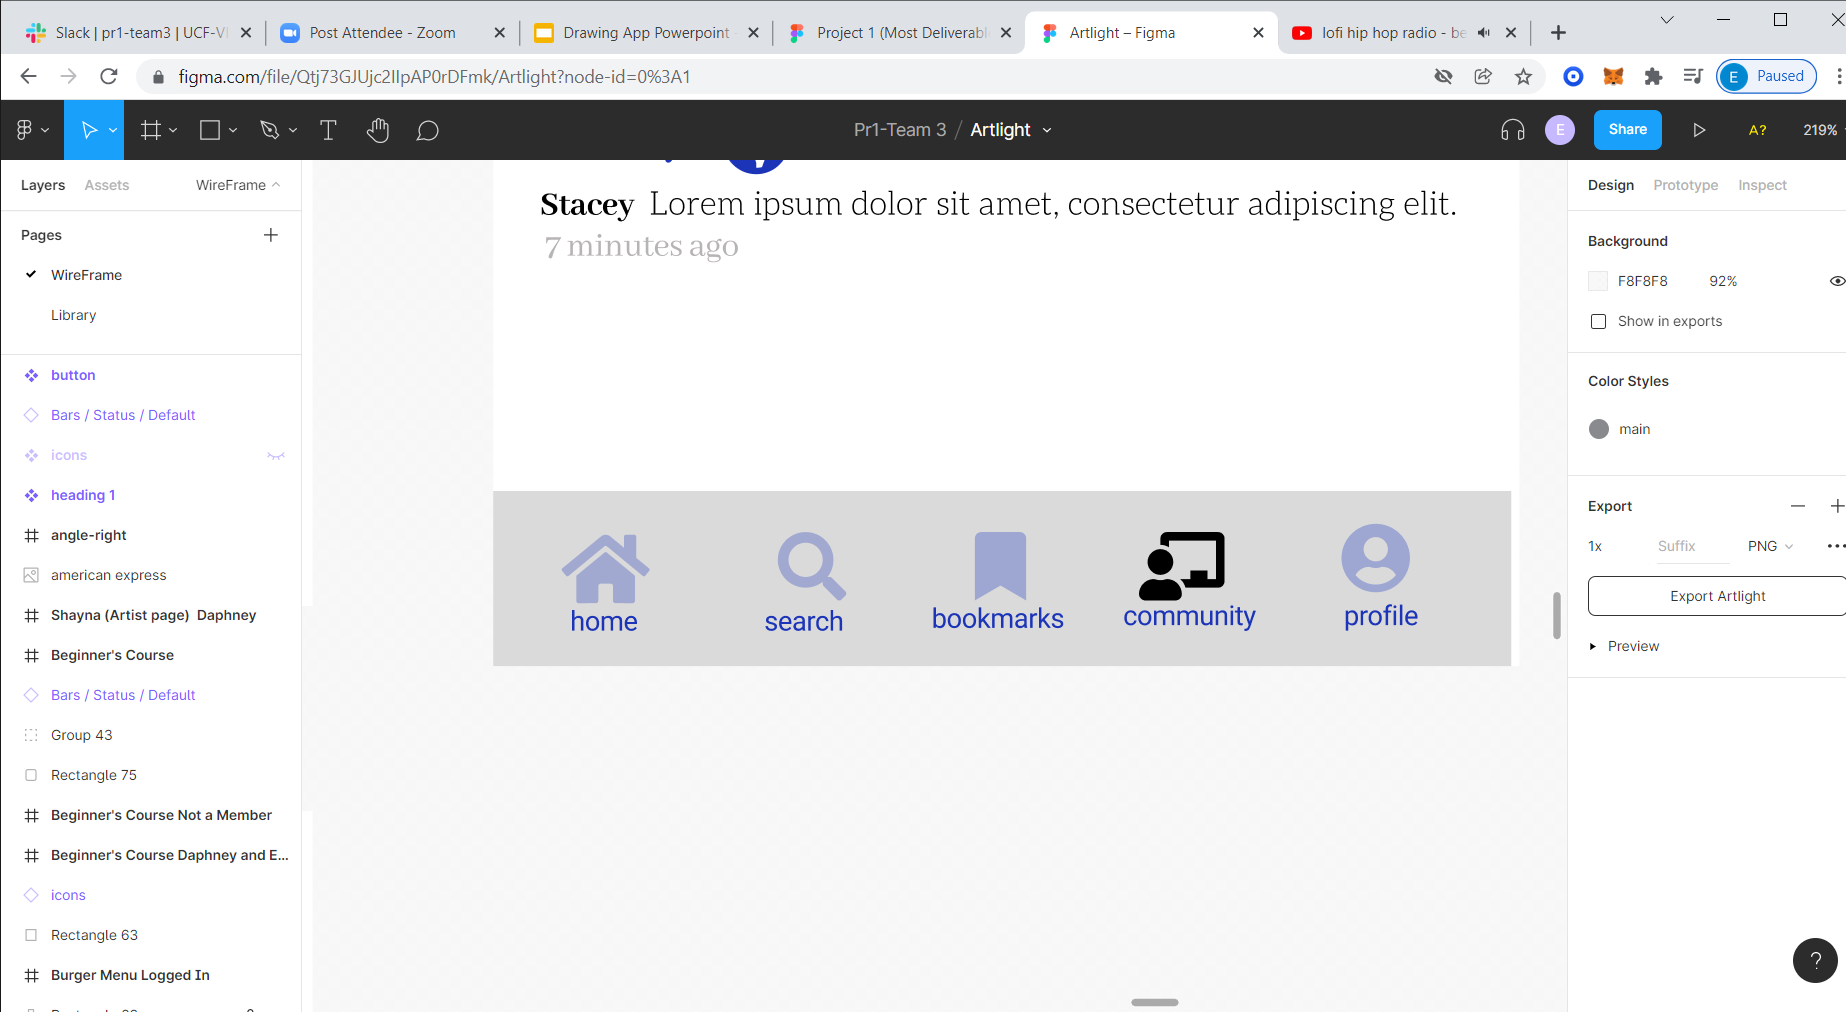 Slack | pr1-team3 | UCF-VI
Post Attendee - Zoom
Drawing App Powerpoint
Project 1 (Most Deliverabl
Artlight – Figma
lofi hip hop radio - be
figma.com/file/Qtj73GJUjc2IIpAP0rDFmk/Artlight?node-id=0%3A1
E
Paused
Pr1-Team 3 / Artlight
E
Share
A?
219%
Layers
Assets
WireFrame
Pages
WireFrame
Library
button
Bars / Status / Default
icons
heading 1
angle-right
american express
Shayna (Artist page) Daphney
Beginner's Course
Bars / Status / Default
Group 43
Rectangle 75
Beginner's Course Not a Member
Beginner's Course Daphney and E...
icons
Rectangle 63
Burger Menu Logged In
Stacey Lorem ipsum dolor sit amet, consectetur adipiscing elit.
7 minutes ago
home
search
bookmarks
community
profile
Design
Prototype
Inspect
Background
F8F8F8
92%
Show in exports
Color Styles
main
Export
1x
Suffix
PNG
Export Artlight
Preview
?